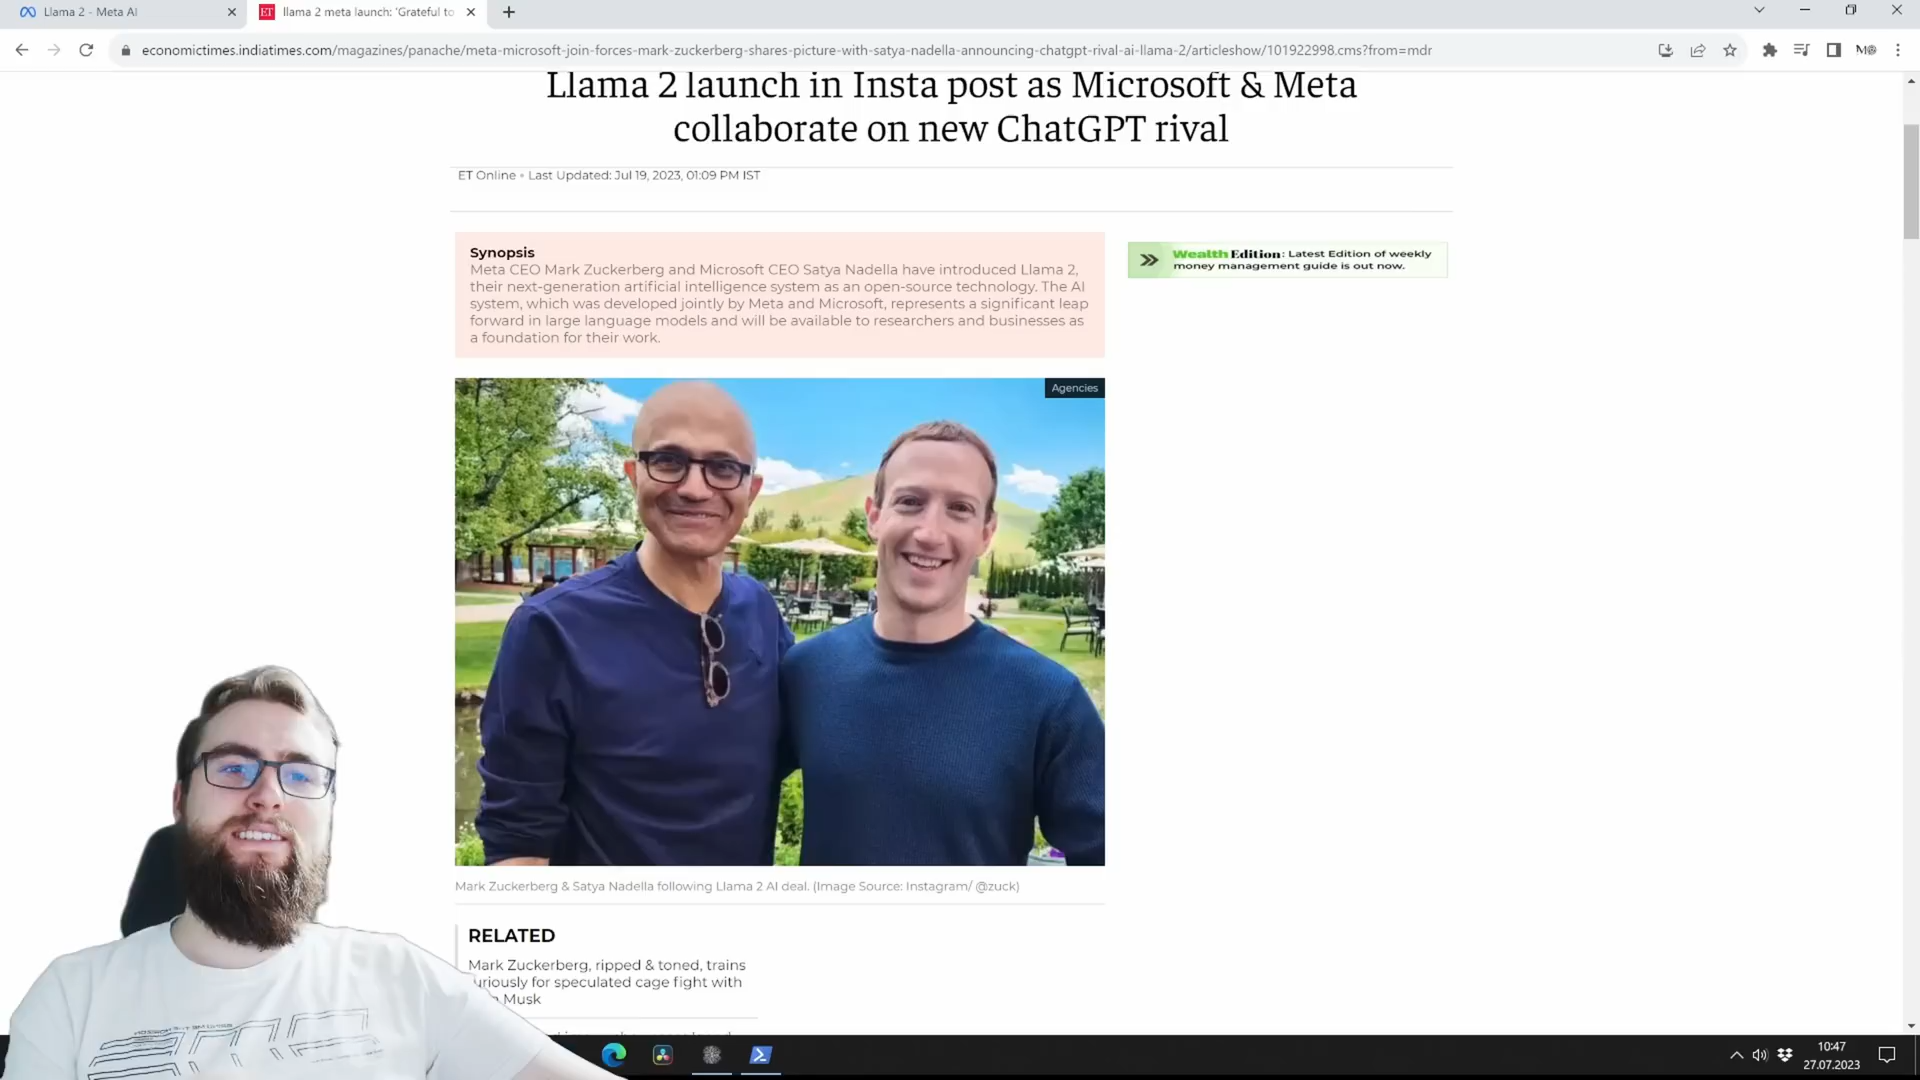 Llama 2 - Meta AI
llama 2 meta launch: 'Grateful to
economictimes.indiatimes.com/magazines/panache/meta-microsoft-join-forces-mark-zuckerberg-shares-picture-with-satya-nadella-announcing-chatgpt-rival-ai-llama-2/articleshow/101922998.cms?from=mdr
Llama 2 launch in Insta post as Microsoft & Meta
collaborate on new ChatGPT rival
ET Online • Last Updated: Jul 19, 2023, 01:09 PM IST
Synopsis
Meta CEO Mark Zuckerberg and Microsoft CEO Satya Nadella have introduced Llama 2,
their next-generation artificial intelligence system as an open-source technology. The AI
system, which was developed jointly by Meta and Microsoft, represents a significant leap
forward in large language models and will be available to researchers and businesses as
a foundation for their work.
Wealth Edition: Latest Edition of weekly
money management guide is out now.
Agencies
Mark Zuckerberg & Satya Nadella following Llama 2 AI deal. (Image Source: Instagram/ @zuck)
RELATED
Mark Zuckerberg, ripped & toned, trains
uriously for speculated cage fight with
Musk
10:47
27.07.2023